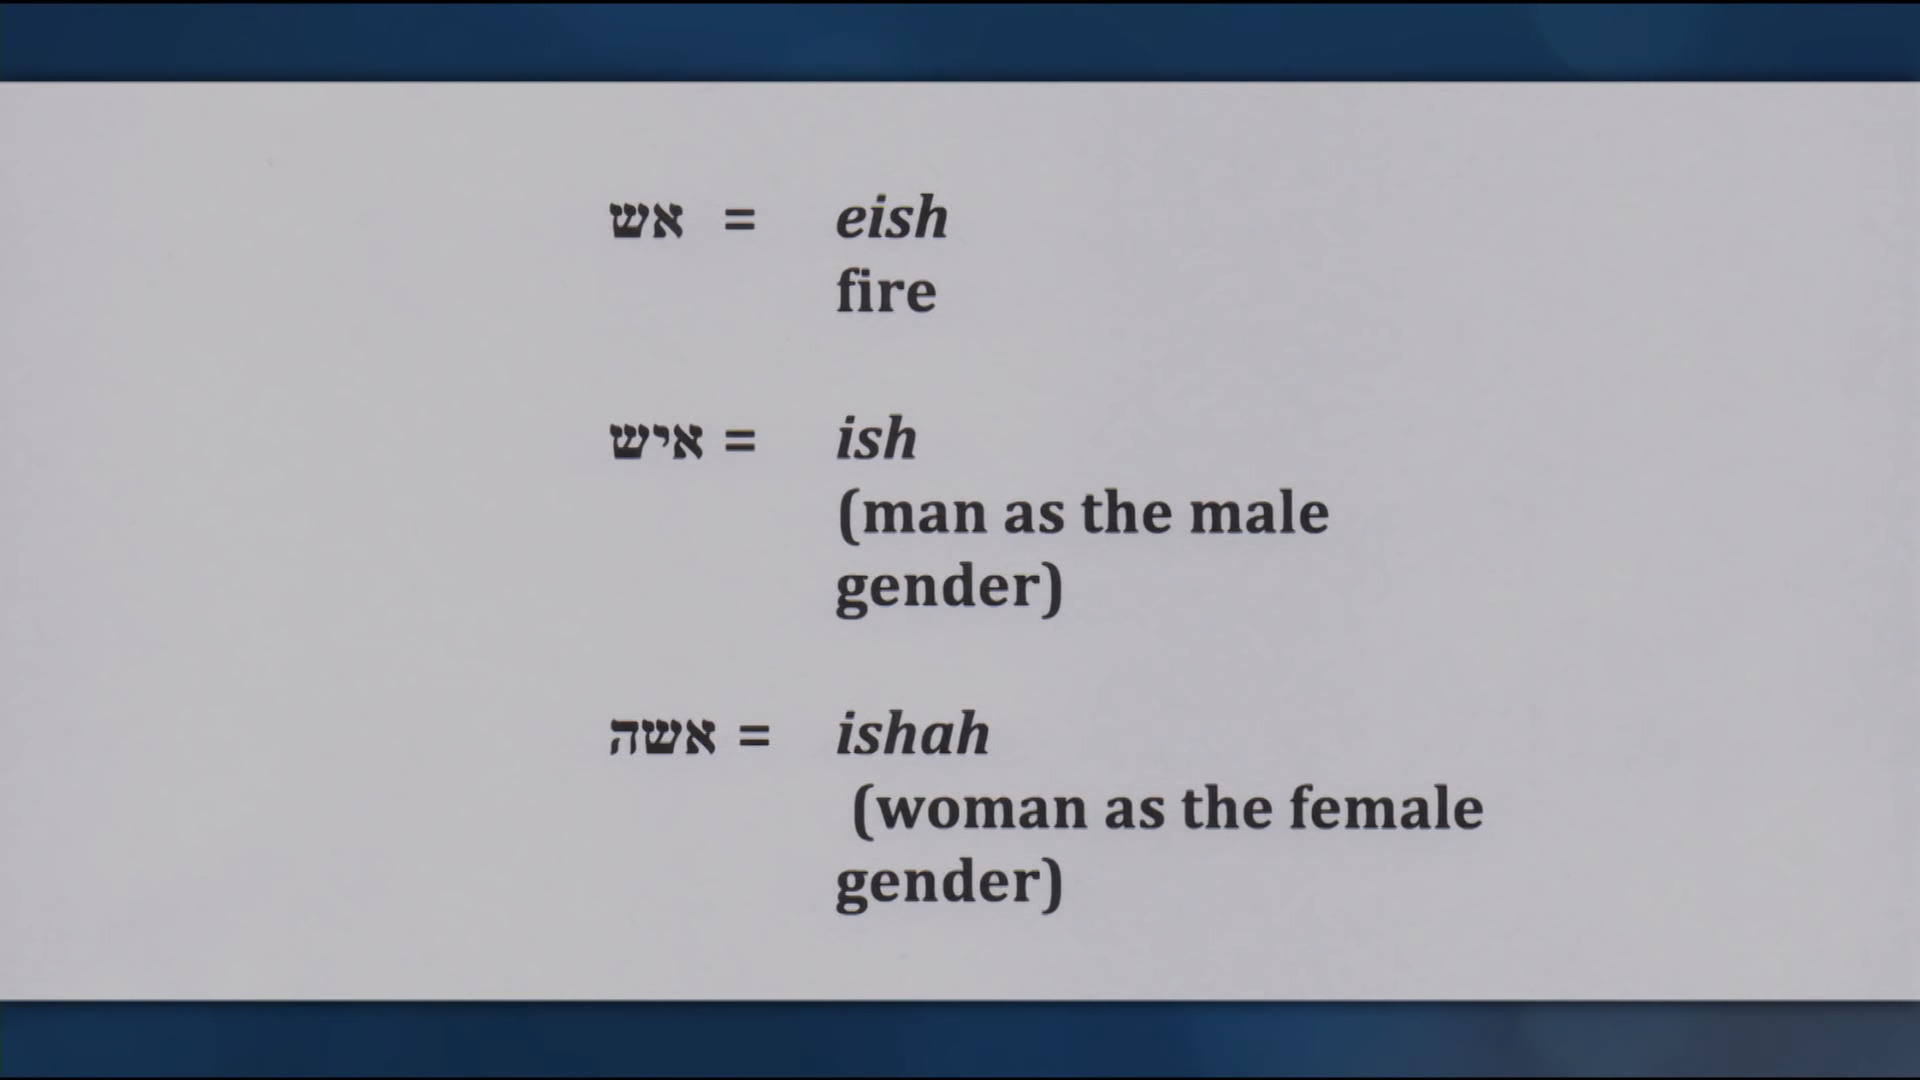 אש = eish
fire
איש = ish
(man as the male
gender)
אשה = ishah
(woman as the female
gender)